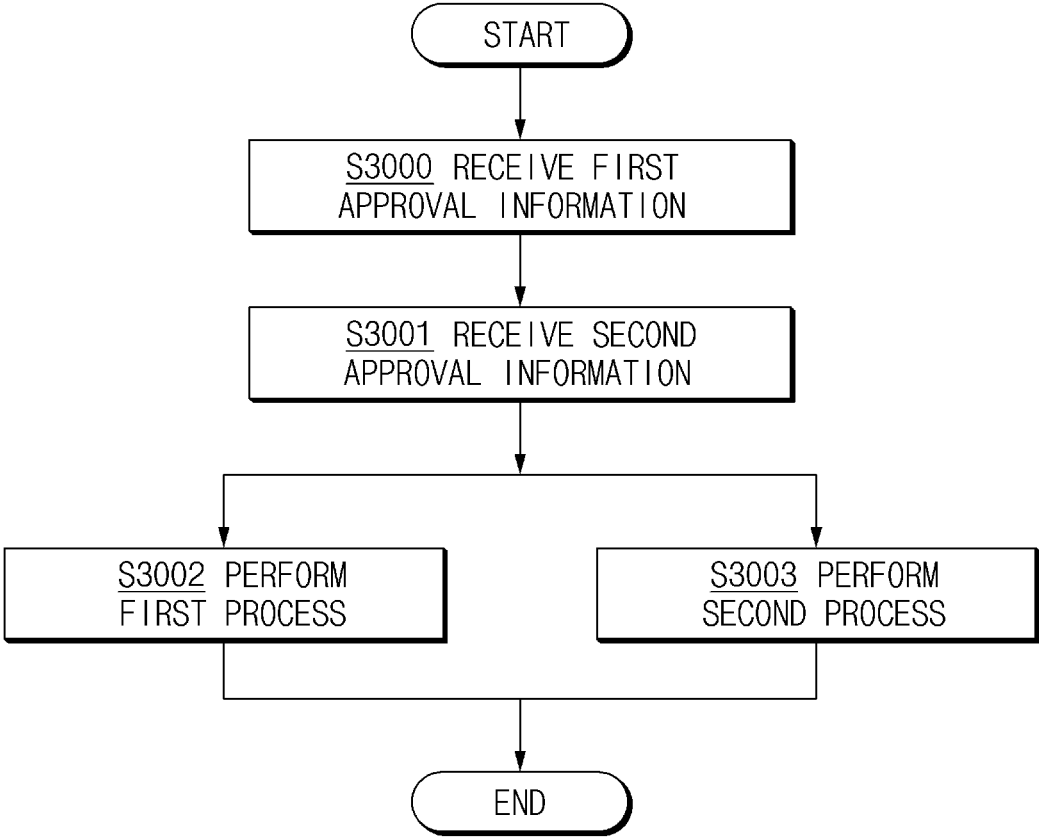 START
S3000 RECEIVE FIRST
APPROVAL INFORMATION
S3001 RECEIVE SECOND
APPROVAL INFORMATION
S3002 PERFORM
FIRST PROCESS
S3003 PERFORM
SECOND PROCESS
END